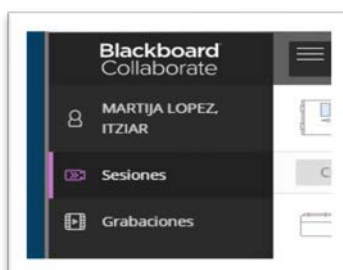 Blackboard
Collaborate
MARTIJA LOPEZ,
ITZIAR
Sesiones
Grabaciones